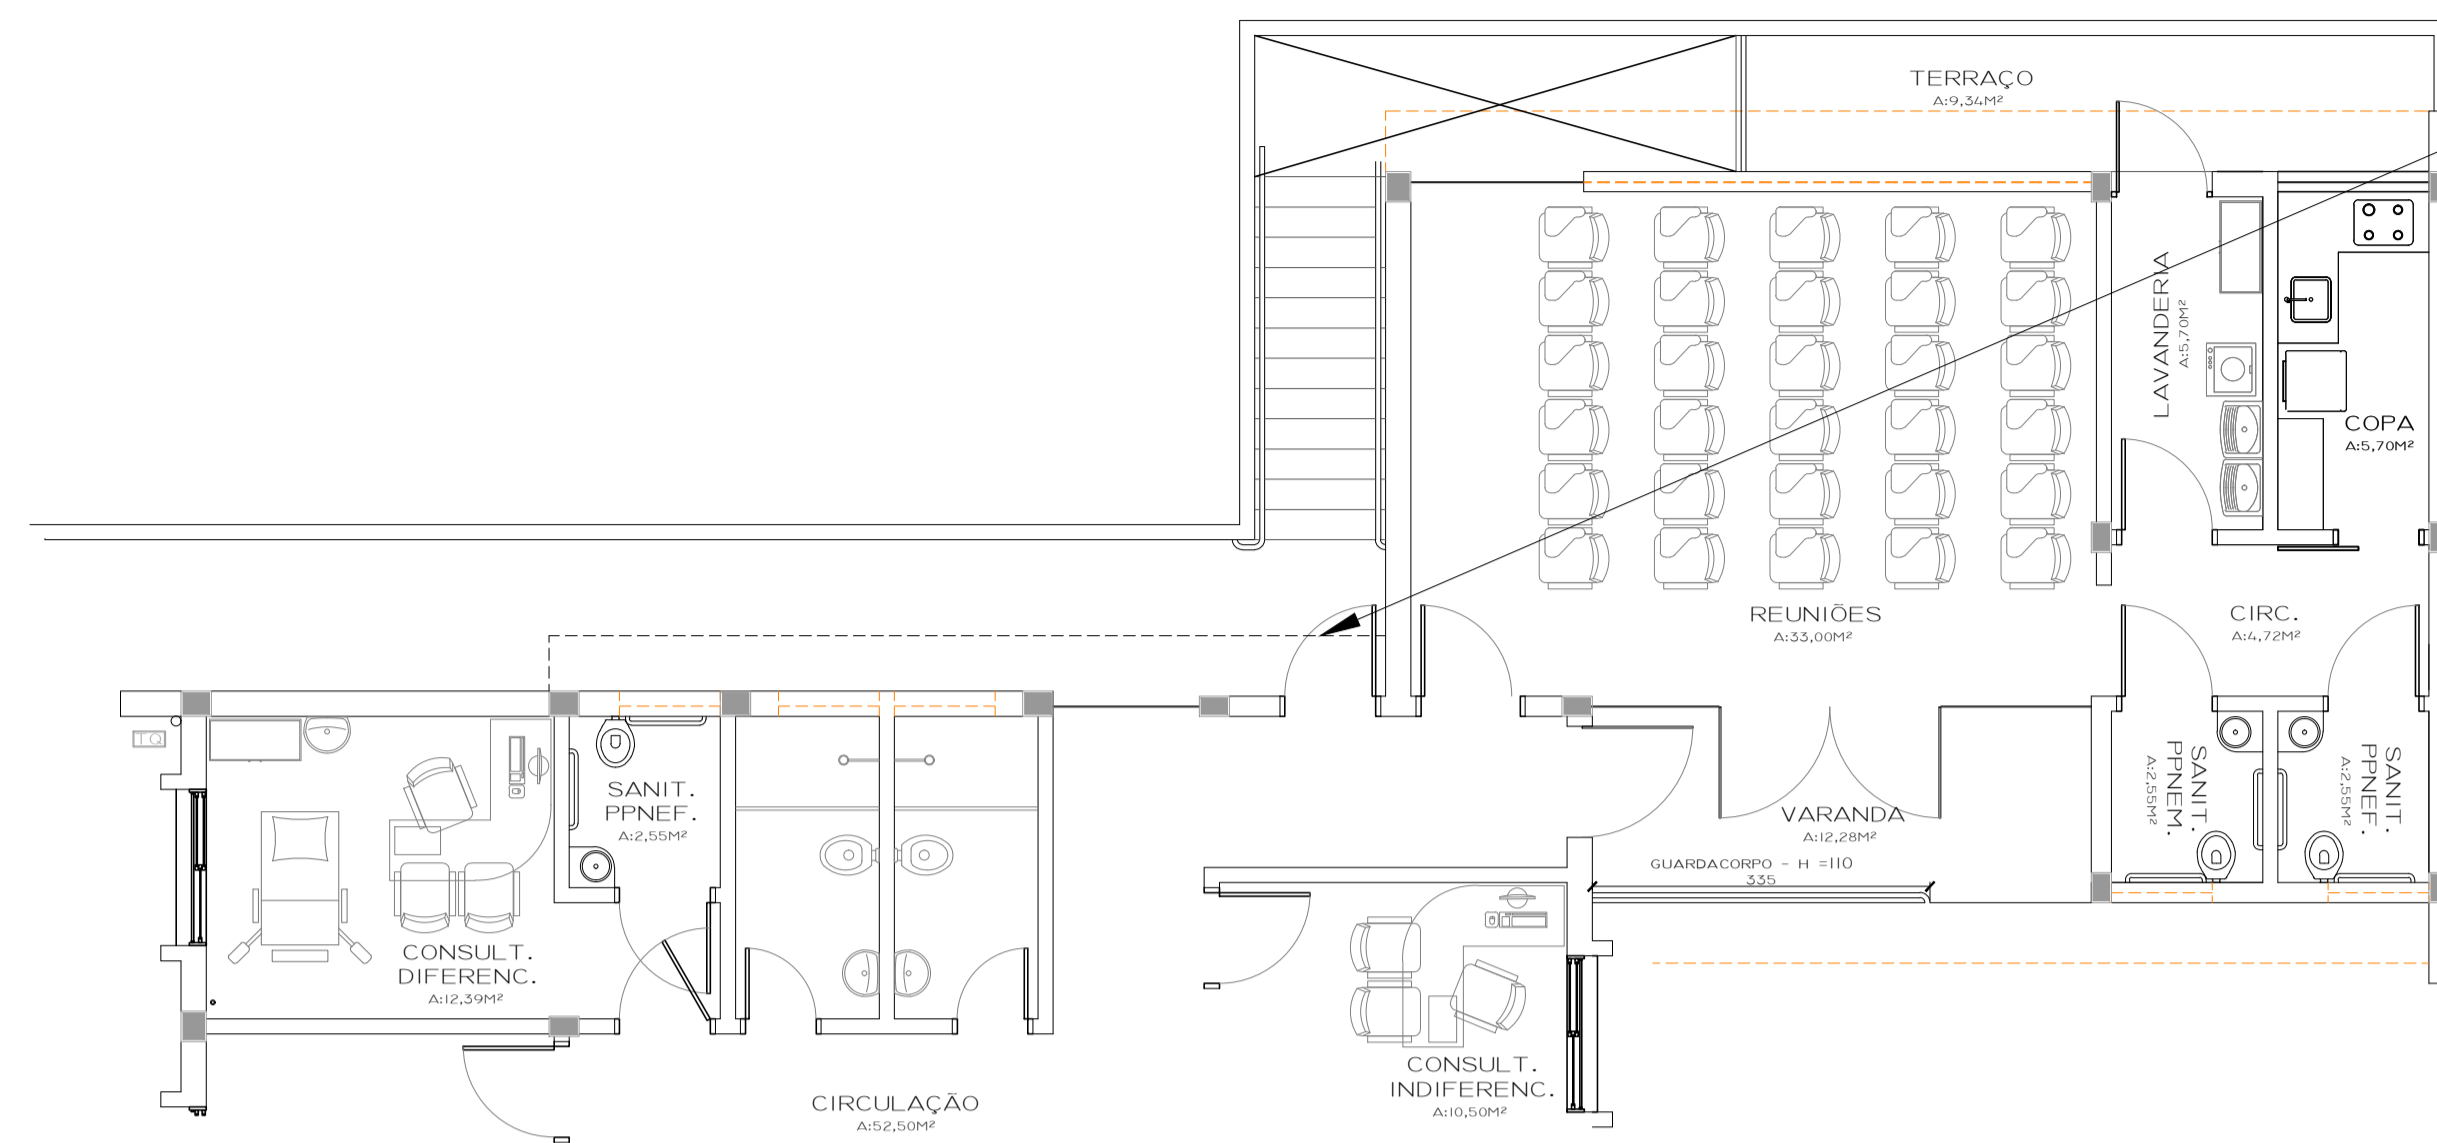 TERRAÇO
A:9,34M²
LAVANDERIA
A:5,70M²
COPA
A:5,70M²
REUNIÕES
A:33,00M²
CIRC.
A:4,72M²
TQ
SANIT.
PPNEF.
A:2,55M²
VARANDA
A:12,28M²
GUARDACORPO - H =110
335
SANIT.
PPNEM.
A:2,55M²
SANIT.
PPNEF.
A:2,55M²
CONSULT.
DIFERENC.
A:12,39M²
CONSULT.
INDIFERENC.
A:10,50M²
CIRCULAÇÃO
A:52,50M²